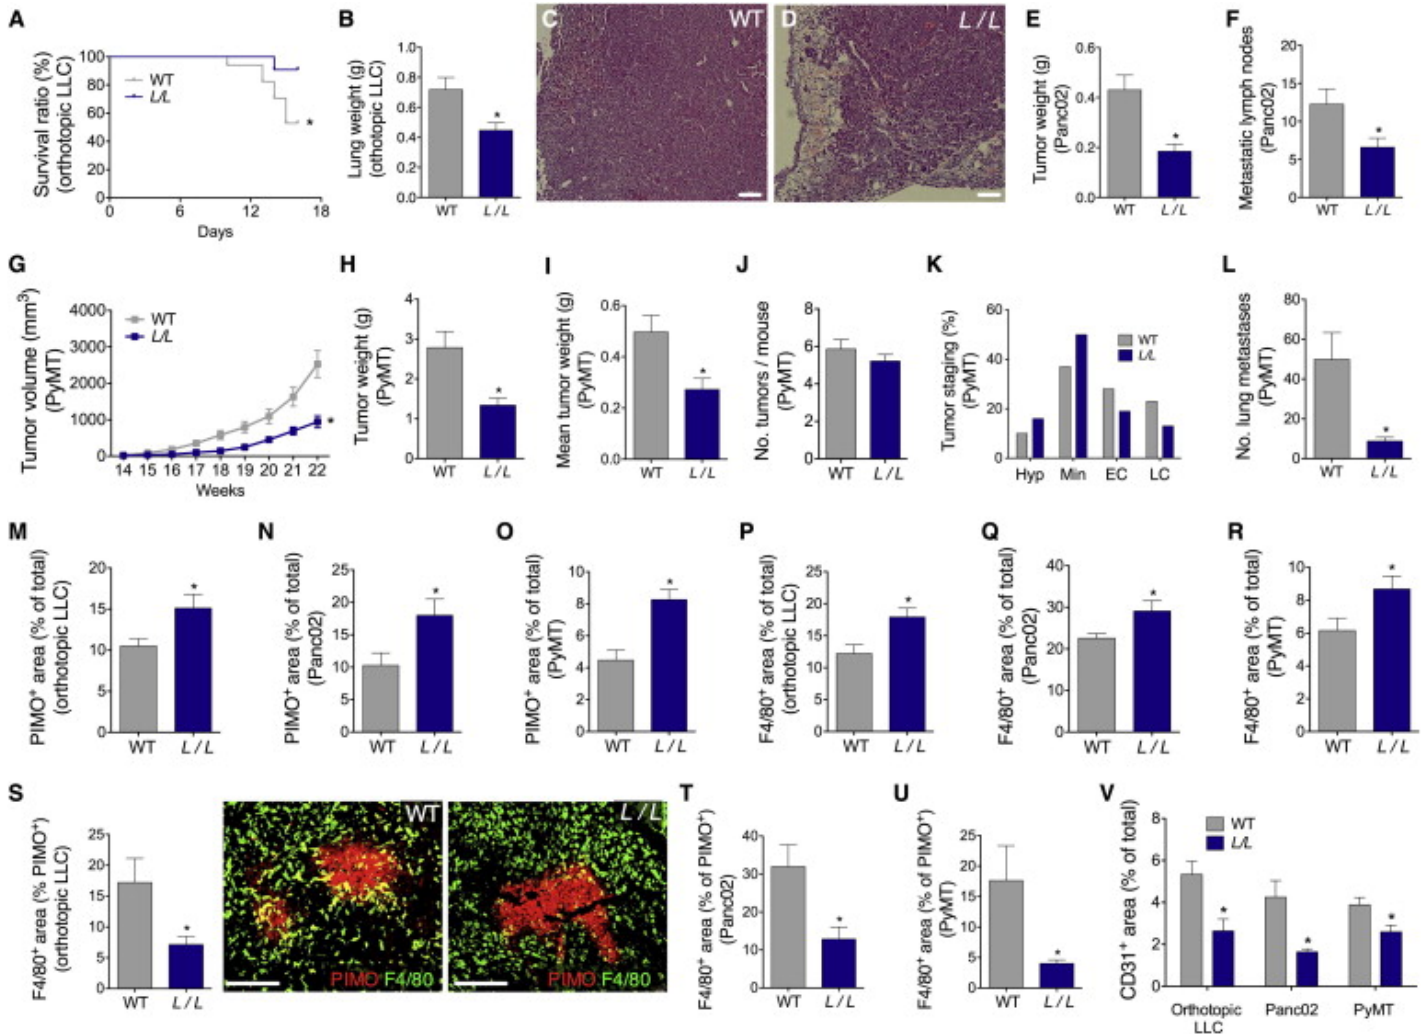 A
Survival ratio (%)
(orthotopic LLC)
100
80
60
40
20
0
WT
L/L
*
0 6 12 18
Days
B
Lung weight (g)
(othotopic LLC)
1.0
0.8
0.6
0.4
0.2
0.0
*
WT L/L
C WT
D L/L
E
Tumor weight (g)
(Panc02)
0.6
0.4
0.2
0.0
*
WT L/L
F
Metastatic lymph nodes
(Panc02)
20
15
10
5
0
*
WT L/L
G
Tumor volume (mm³)
(PyMT)
4000
3000
2000
1000
0
WT
L/L
*
14 15 16 17 18 19 20 21 22
Weeks
H
Tumor weight (g)
(PyMT)
4
3
2
1
0
*
WT L/L
I
Mean tumor weight (g)
(PyMT)
0.6
0.4
0.2
0.0
*
WT L/L
J
No. tumors / mouse
(PyMT)
8
6
4
2
0
WT L/L
K
Tumor staging (%)
(PyMT)
60
40
20
0
WT
L/L
Hyp Min EC LC
L
No. lung metastases
(PyMT)
80
60
40
20
0
*
WT L/L
M
PIMO⁺ area (% of total)
(orthotopic LLC)
20
15
10
5
0
*
WT L/L
N
PIMO⁺ area (% of total)
(Panc02)
25
20
15
10
5
0
*
WT L/L
O
PIMO⁺ area (% of total)
(PyMT)
10
8
6
4
2
0
*
WT L/L
P
F4/80⁺ area (% of total)
(orthotopic LLC)
25
20
15
10
5
0
*
WT L/L
Q
F4/80⁺ area (% of total)
(Panc02)
40
30
20
10
0
*
WT L/L
R
F4/80⁺ area (% of total)
(PyMT)
10
8
6
4
2
0
*
WT L/L
S
F4/80⁺ area (% PIMO⁺)
(orthotopic LLC)
25
20
15
10
5
0
*
WT L/L
WT
PIMO F4/80
L/L
PIMO F4/80
T
F4/80⁺ area (% of PIMO⁺)
(Panc02)
40
30
20
10
0
*
WT L/L
U
F4/80⁺ area (% of PIMO⁺)
(PyMT)
25
20
15
10
5
0
*
WT L/L
V
CD31⁺ area (% of total)
8
6
4
2
0
WT
L/L
* * *
Orthotopic Panc02 PyMT
LLC